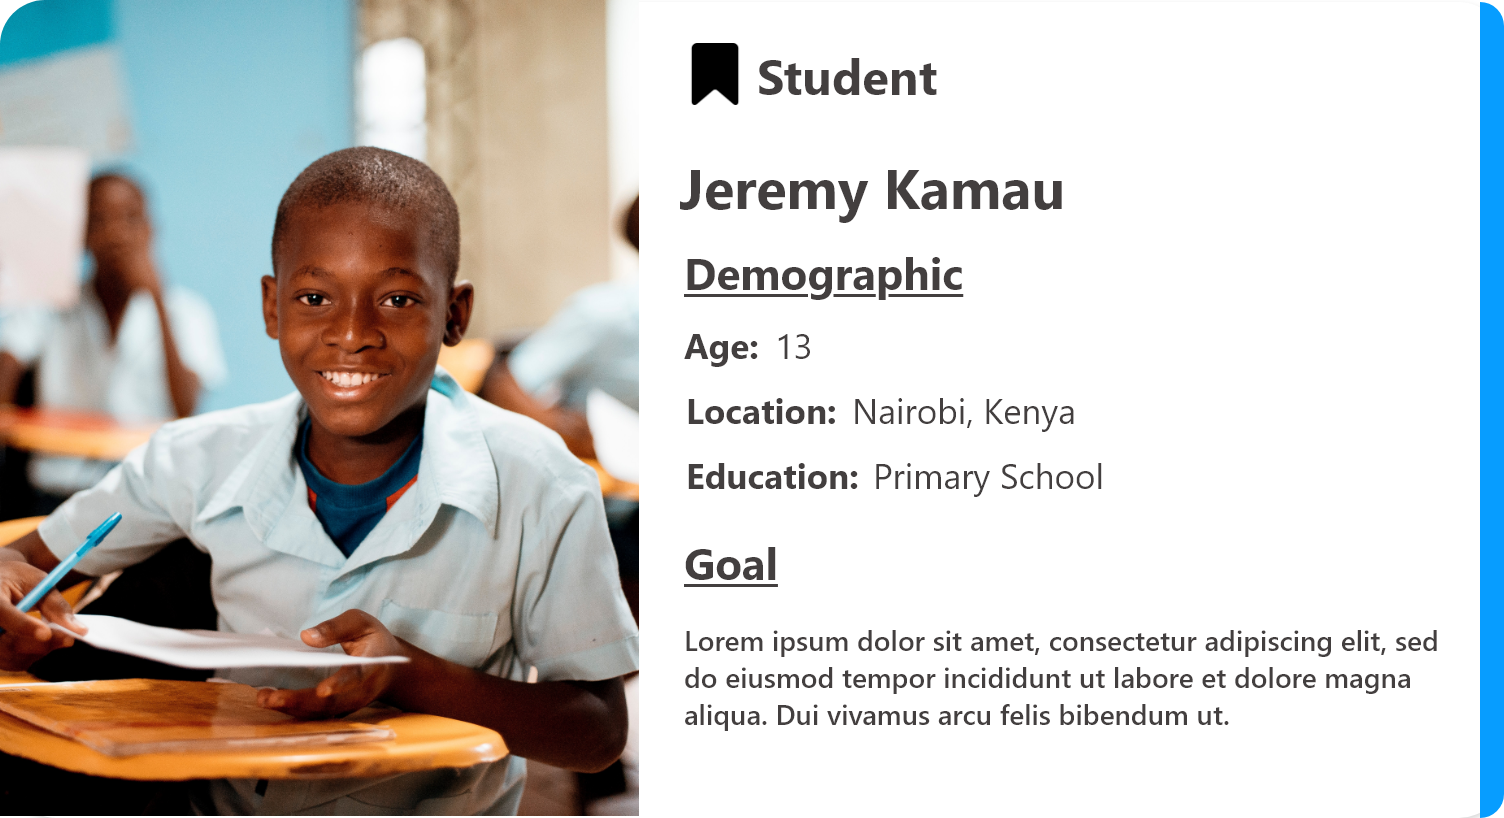 Student
Jeremy Kamau
Demographic
Age: 13
Location: Nairobi, Kenya
Education: Primary School
Goal
Lorem ipsum dolor sit amet, consectetur adipiscing elit, sed
do eiusmod tempor incididunt ut labore et dolore magna
aliqua. Dui vivamus arcu felis bibendum ut.